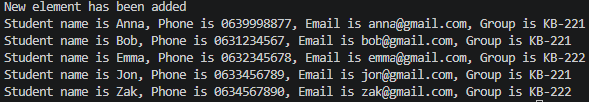 New element has been added
Student name is Anna, Phone is 0639998877, Email is anna@gmail.com, Group is KB-221
Student name is Bob, Phone is 0631234567, Email is bob@gmail.com, Group is KB-221
Student name is Emma, Phone is 0632345678, Email is emma@gmail.com, Group is KB-222
Student name is Jon, Phone is 0633456789, Email is jon@gmail.com, Group is KB-221
Student name is Zak, Phone is 0634567890, Email is zak@gmail.com, Group is KB-222